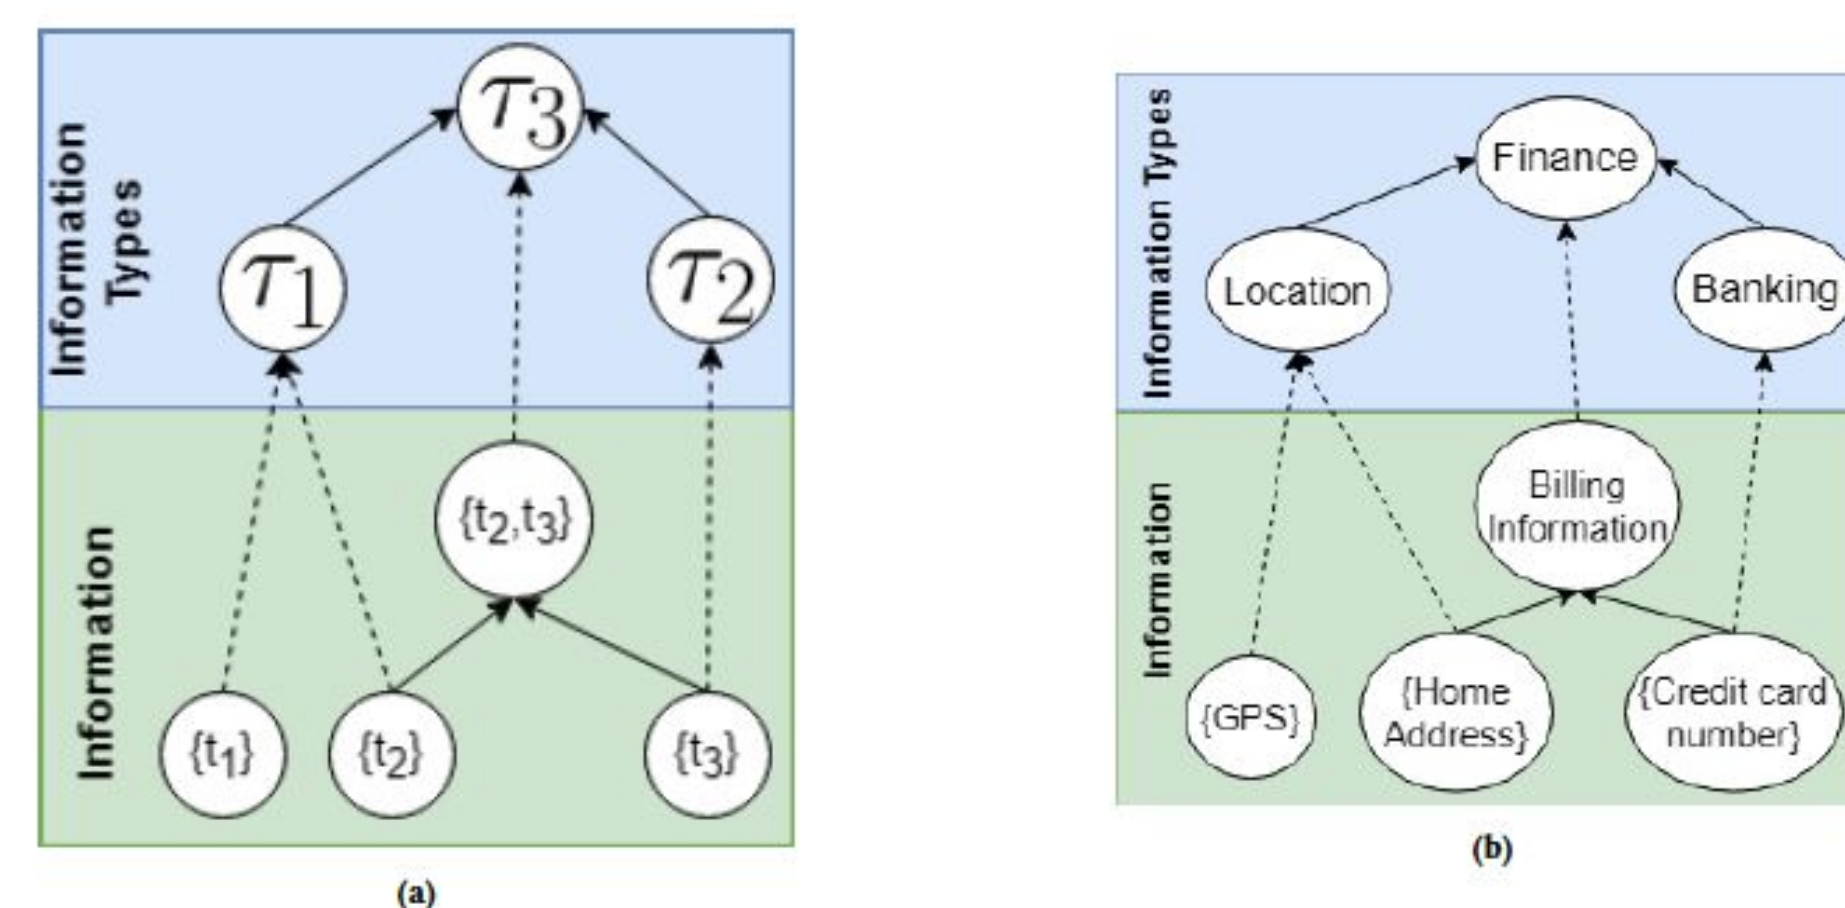 Information
Types
τ3
τ1
τ2
Information
{t2,t3}
{t1}
{t2}
{t3}
(a)
Information Types
Finance
Location
Banking
Information
Billing
Information
{GPS}
{Home
Address}
{Credit card
number}
(b)